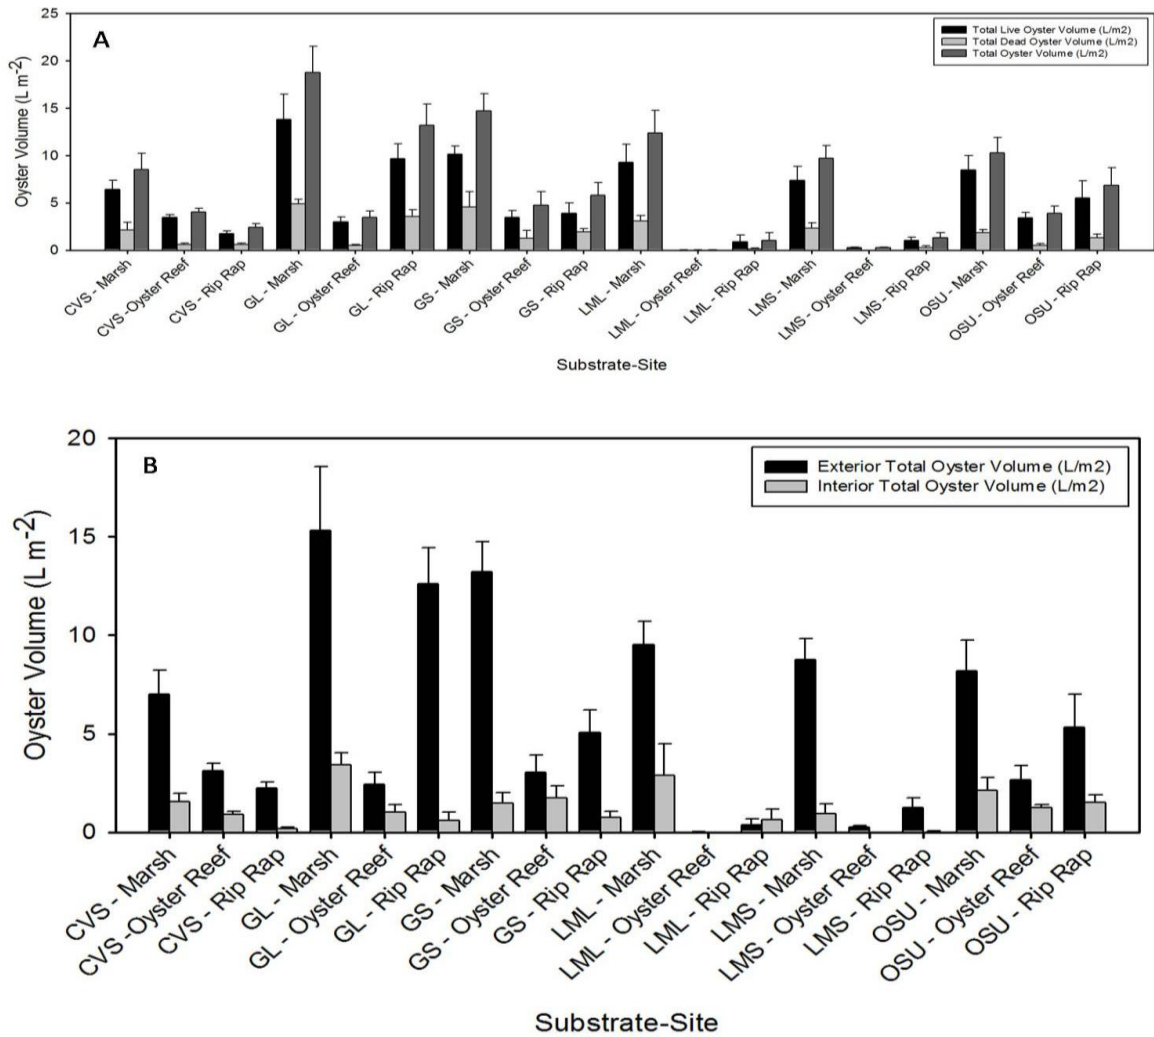 A
Total Live Oyster Volume (L/m2)
Total Dead Oyster Volume (L/m2)
Total Oyster Volume (L/m2)
Oyster Volume (L m-2)
25
20
15
10
5
0
CVS - Marsh
CVS -Oyster Reef
CVS - Rip Rap
GL - Marsh
GL - Oyster Reef
GL - Rip Rap
GS - Marsh
GS - Oyster Reef
GS - Rip Rap
LML - Marsh
LML - Oyster Reef
LML - Rip Rap
LMS - Marsh
LMS - Oyster Reef
LMS - Rip Rap
OSU - Marsh
OSU - Oyster Reef
OSU - Rip Rap
Substrate-Site
B
Exterior Total Oyster Volume (L/m2)
Interior Total Oyster Volume (L/m2)
Oyster Volume (L m-2)
20
15
10
5
0
CVS - Marsh
CVS -Oyster Reef
CVS - Rip Rap
GL - Marsh
GL - Oyster Reef
GL - Rip Rap
GS - Marsh
GS - Oyster Reef
GS - Rip Rap
LML - Marsh
LML - Oyster Reef
LML - Rip Rap
LMS - Marsh
LMS - Oyster Reef
LMS - Rip Rap
OSU - Marsh
OSU - Oyster Reef
OSU - Rip Rap
Substrate-Site